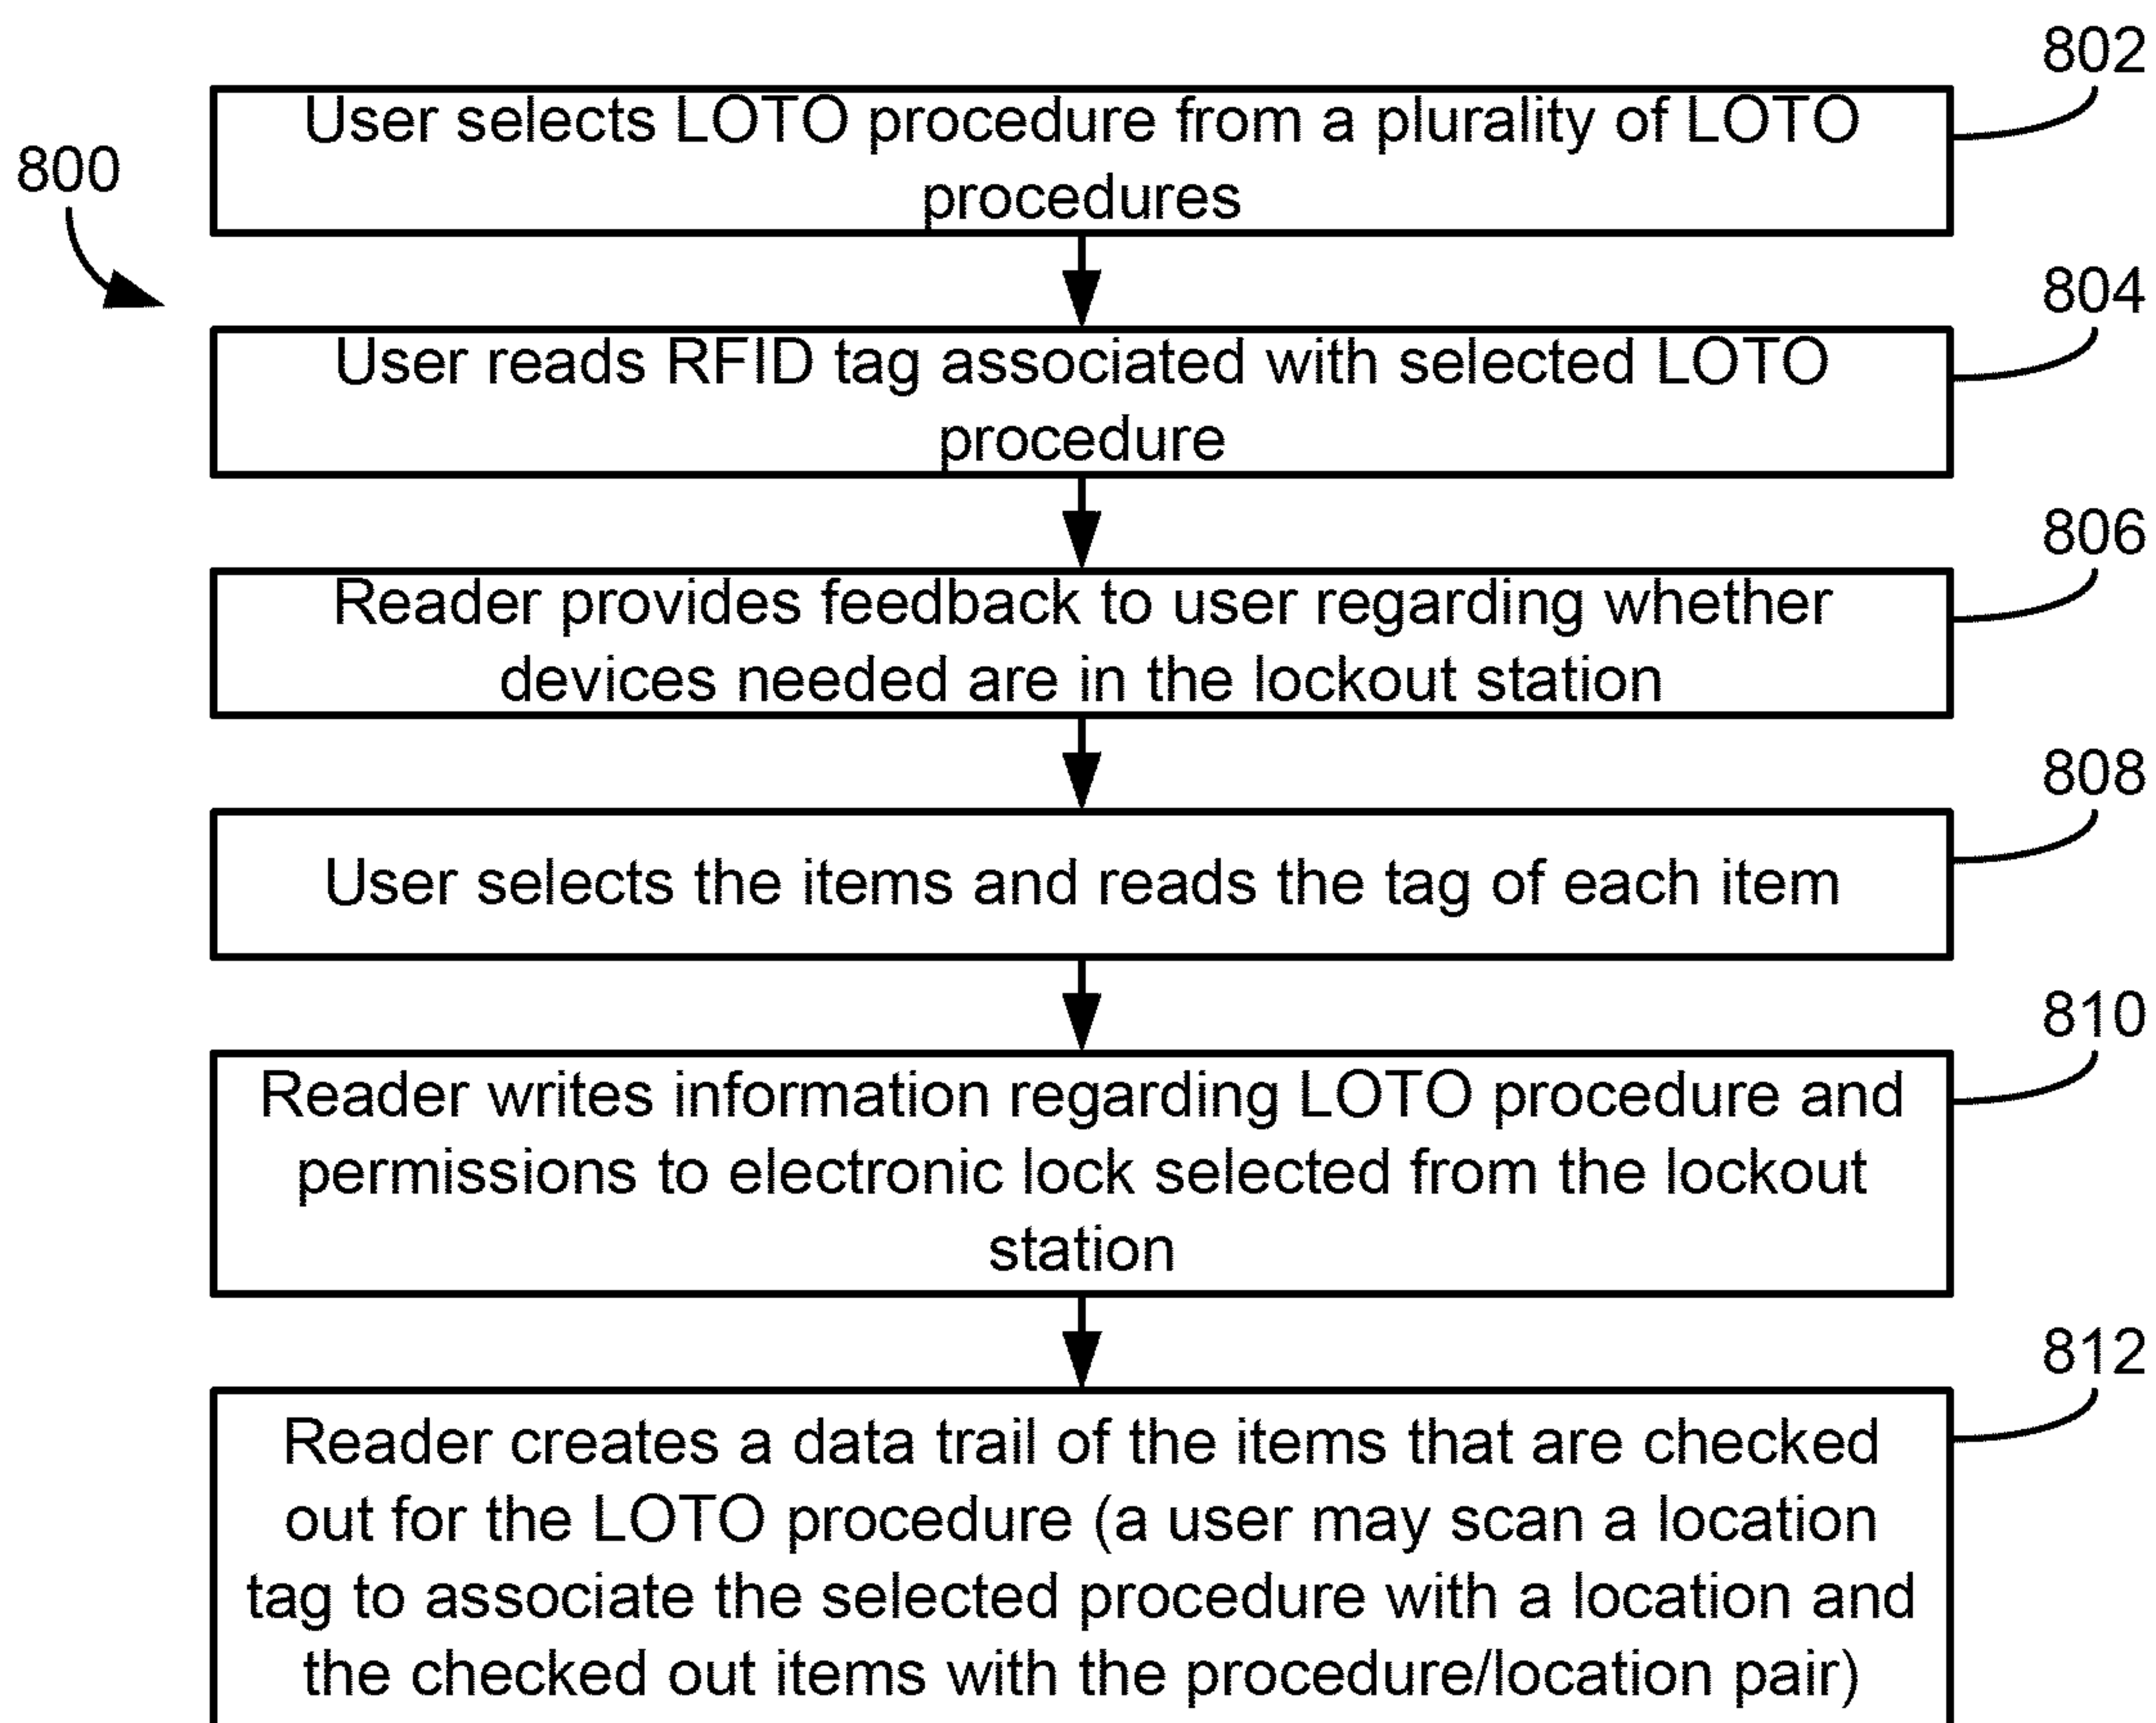 802
User selects LOTO procedure from a plurality of LOTO
procedures
800
804
User reads RFID tag associated with selected LOTO
procedure
806
Reader provides feedback to user regarding whether
devices needed are in the lockout station
808
User selects the items and reads the tag of each item
810
Reader writes information regarding LOTO procedure and
permissions to electronic lock selected from the lockout
station
812
Reader creates a data trail of the items that are checked
out for the LOTO procedure (a user may scan a location
tag to associate the selected procedure with a location and
the checked out items with the procedure/location pair)